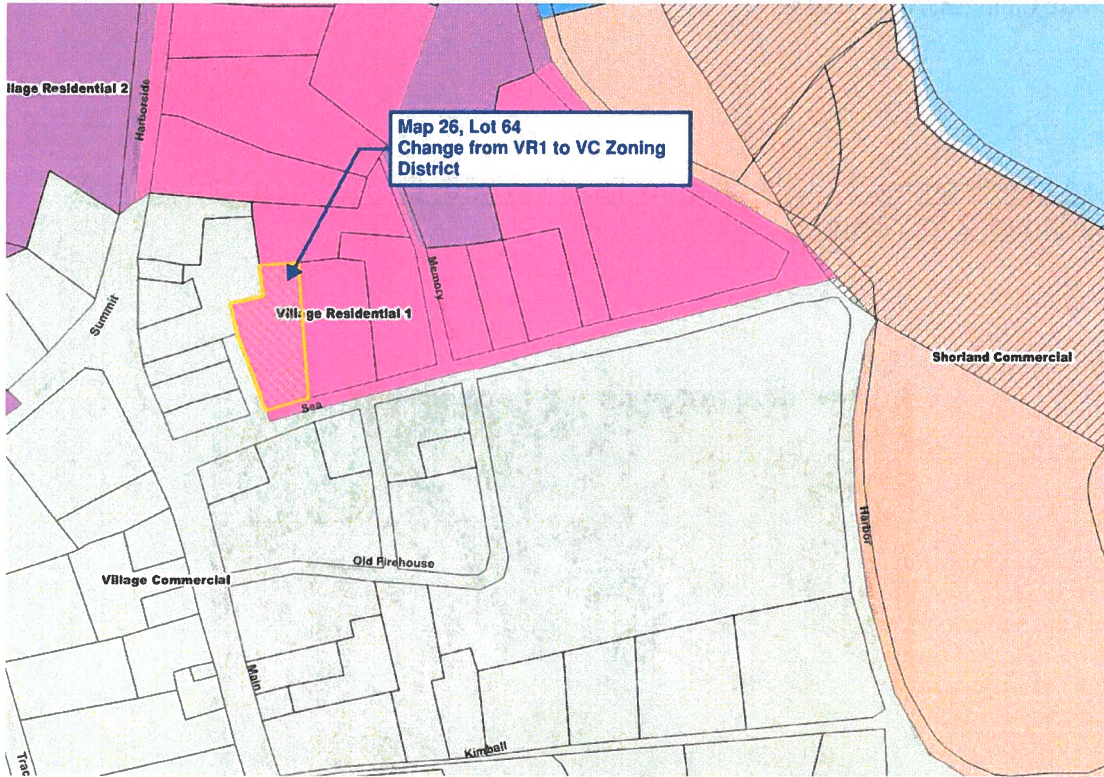 llage Residential 2
Harborside
Map 26, Lot 64
Change from VR1 to VC Zoning
District
Memory
Summit
Village Residential 1
Shorland Commercial
Sea
Harbor
Old Firehouse
Village Commercial
Main
Kimball
Trac